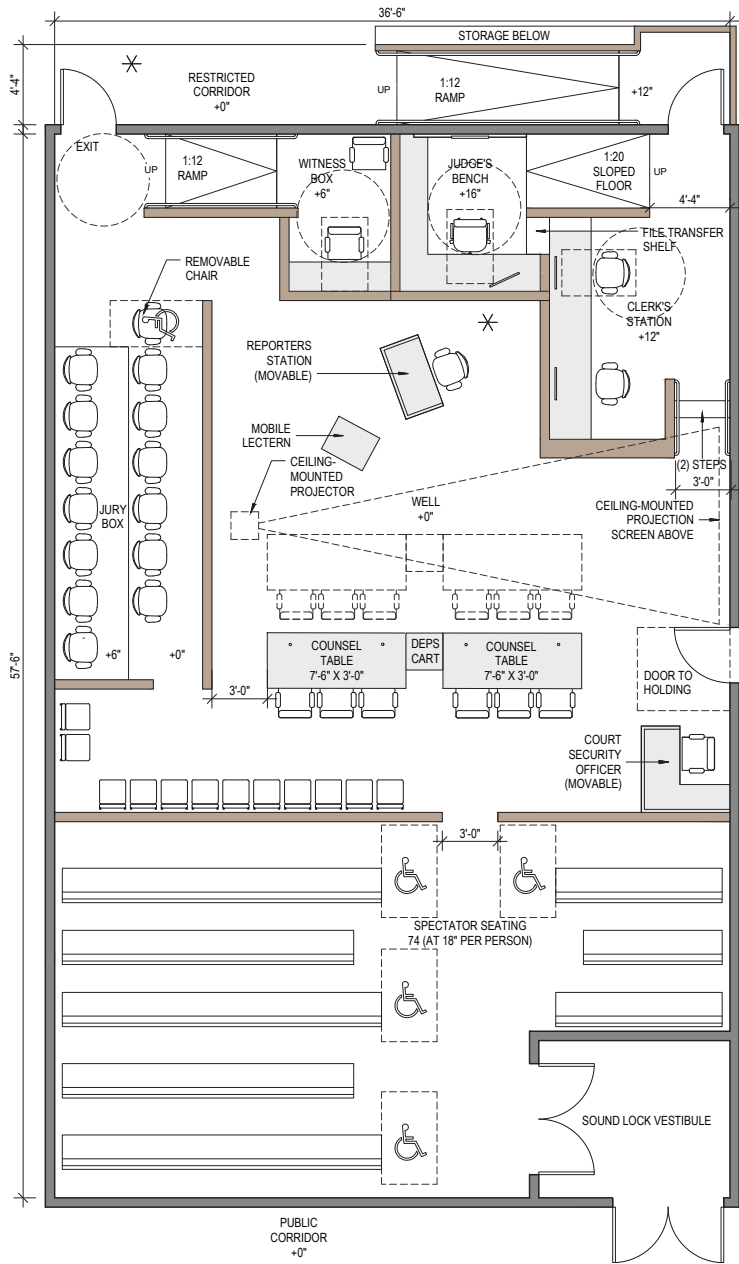 36'-6"
STORAGE BELOW
4'-4"
RESTRICTED
CORRIDOR
+0"
UP
1:12
RAMP
+12"
EXIT
UP
1:12
RAMP
WITNESS
BOX
+6"
JUDGE'S
BENCH
+16"
1:20
SLOPED
FLOOR
UP
4'-4"
FILE TRANSFER
SHELF
REMOVABLE
CHAIR
CLERK'S
STATION
+12"
REPORTERS
STATION
(MOVABLE)
MOBILE
LECTERN
CEILING-
MOUNTED
PROJECTOR
(2) STEPS
3'-0"
WELL
+0"
CEILING-MOUNTED
PROJECTION
SCREEN ABOVE
JURY
BOX
+6"
+0"
57'-6"
COUNSEL
TABLE
7'-6" X 3'-0"
DEPS
CART
COUNSEL
TABLE
7'-6" X 3'-0"
3'-0"
DOOR TO
HOLDING
COURT
SECURITY
OFFICER
(MOVABLE)
3'-0"
SPECTATOR SEATING
74 (AT 18" PER PERSON)
SOUND LOCK VESTIBULE
PUBLIC
CORRIDOR
+0"